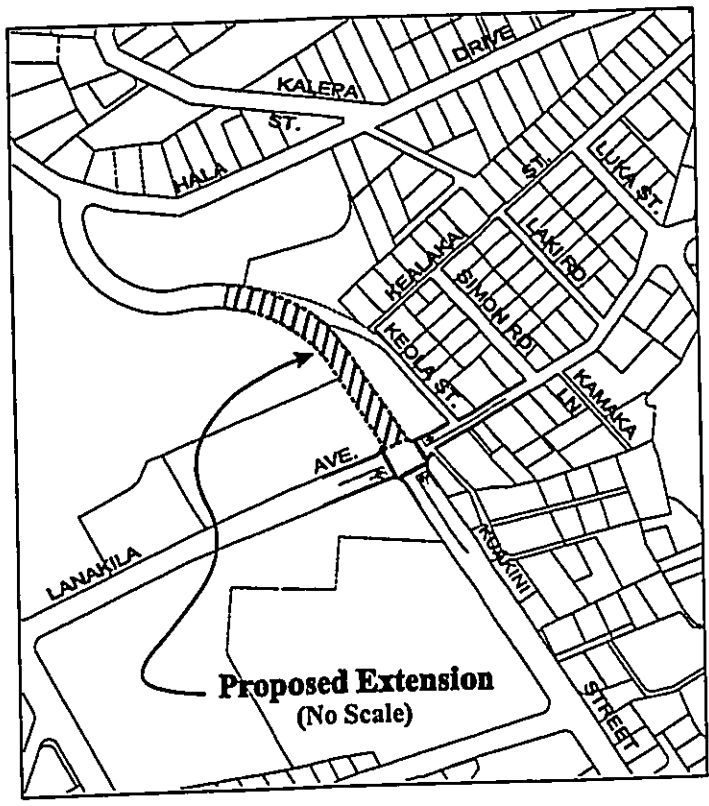 DRIVE
KALEPA
ST.
HALA
LUKA ST.
ST.
KEALAKA
LAKI RD.
SIMON RD.
KEOLA ST.
KAMAKA
LN
AVE.
LANAKILA
KUAKINI
STREET
Proposed Extension
(No Scale)